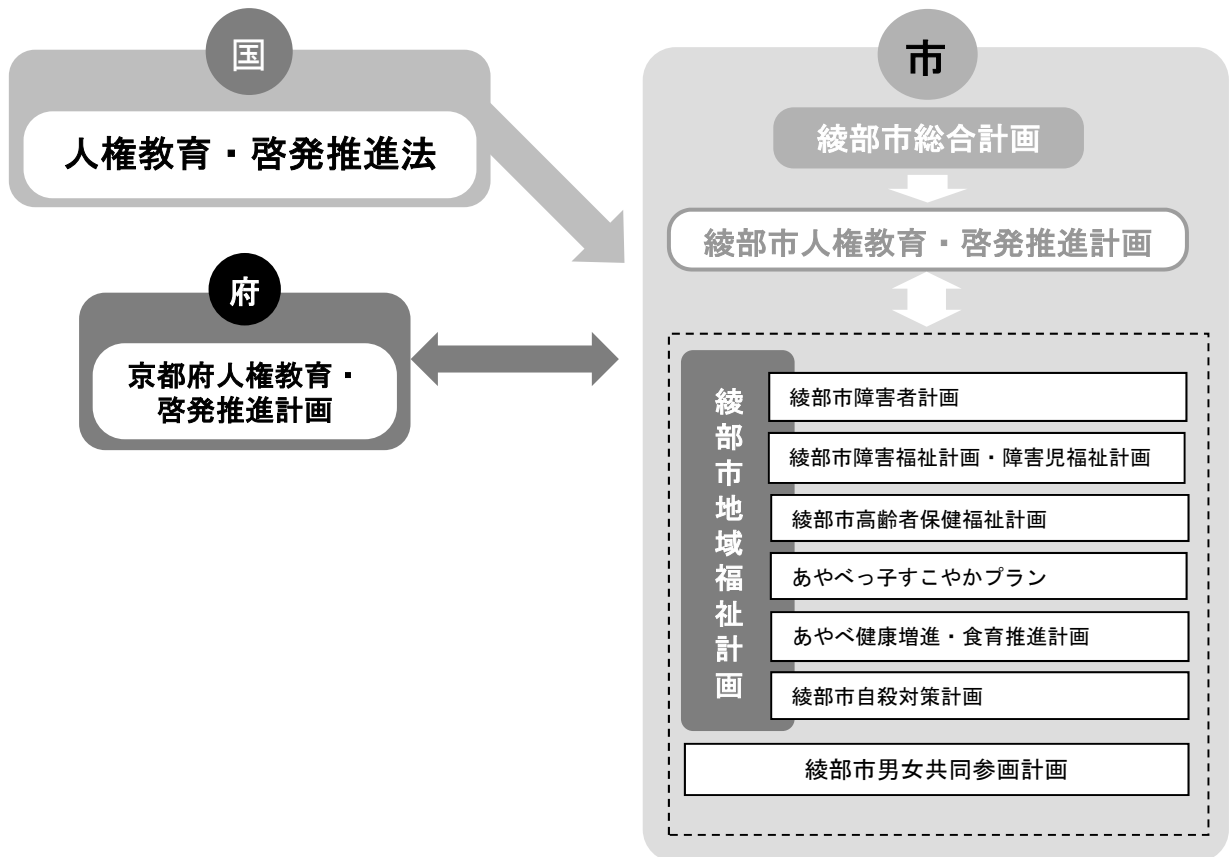 国
人権教育・啓発推進法
府
京都府人権教育・
啓発推進計画
市
綾部市総合計画
綾部市人権教育・啓発推進計画
綾部市地域福祉計画
綾部市障害者計画
綾部市障害福祉計画・障害児福祉計画
綾部市高齢者保健福祉計画
あやべっ子すこやかプラン
あやべ健康増進・食育推進計画
綾部市自殺対策計画
綾部市男女共同参画計画